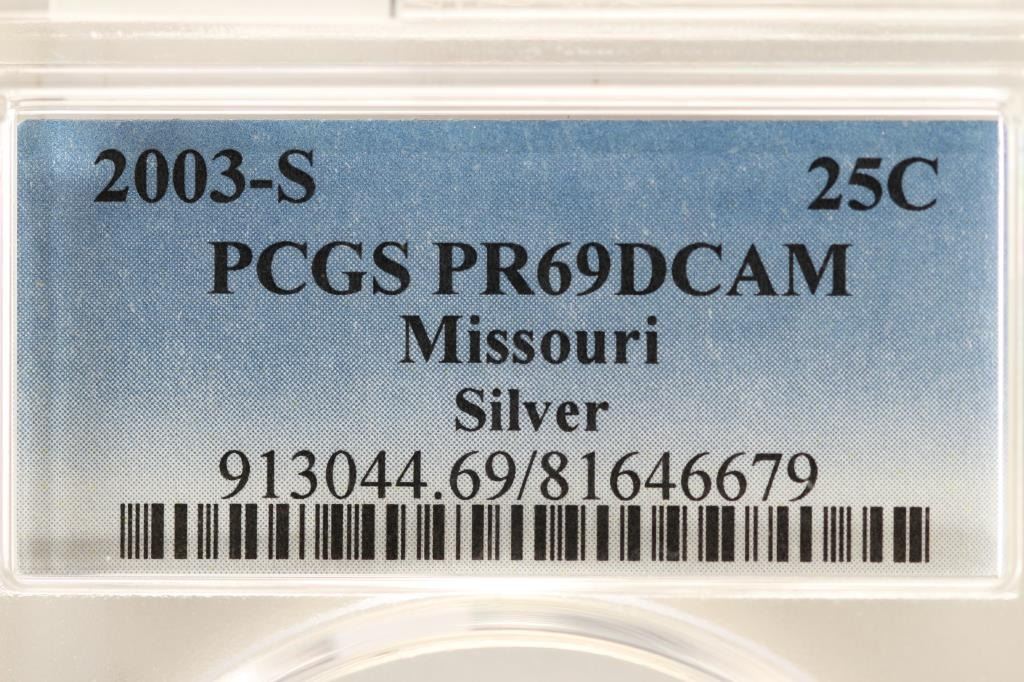 2003-S 25C
PCGS PR69DCAM
Missouri
Silver
913044.69/81646679